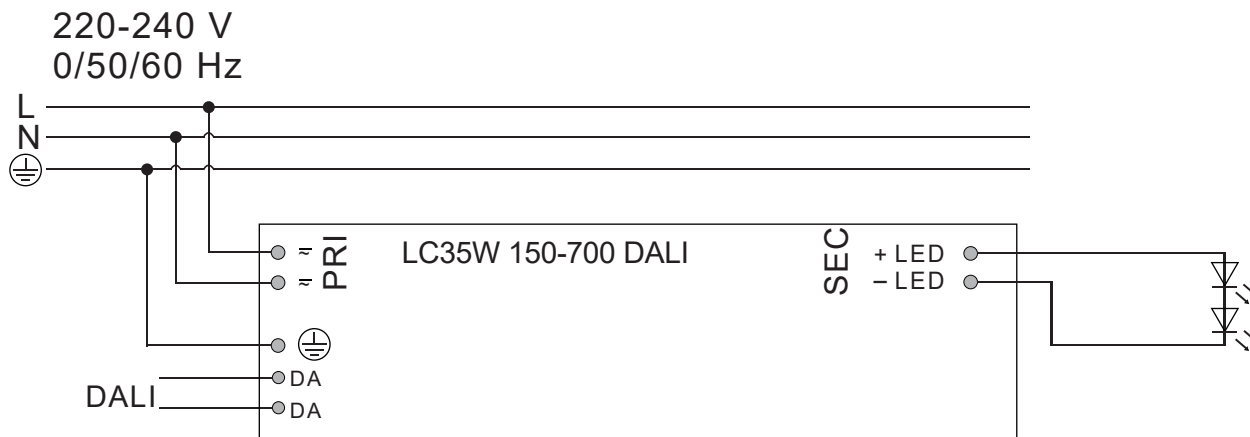 220-240 V
0/50/60 Hz
L
N
≂ PRI
≂
LC35W 150-700 DALI
SEC
+ LED
– LED
DALI
DA
DA